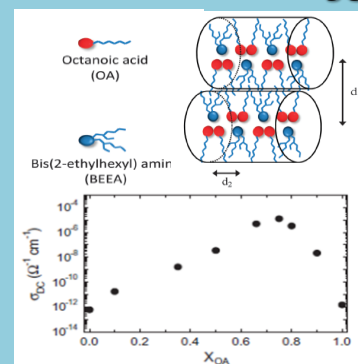 Octanoic acid
(OA)
Bis(2-ethylhexyl) amin
(BEEA)
d
d₂
σDC (Ω⁻¹ cm⁻¹)
10⁻⁴
10⁻⁶
10⁻⁸
10⁻¹⁰
10⁻¹²
10⁻¹⁴
0.0 0.2 0.4 0.6 0.8 1.0
XOA